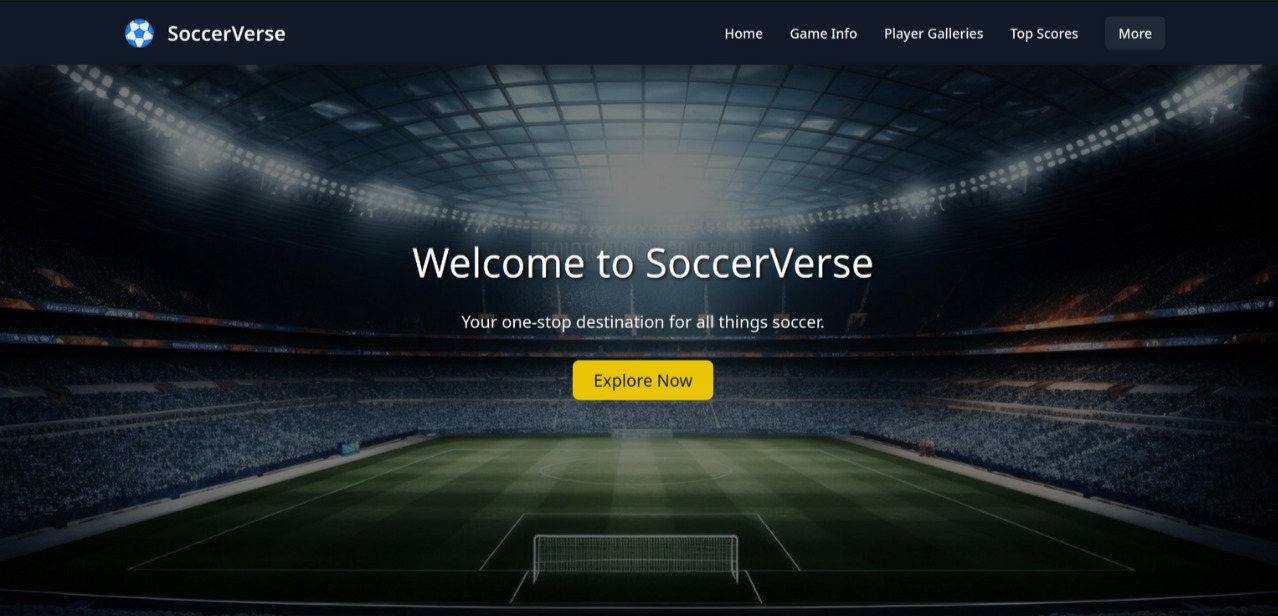 SoccerVerse
Home
Game Info
Player Galleries
Top Scores
More
Welcome to SoccerVerse
Your one-stop destination for all things soccer.
Explore Now